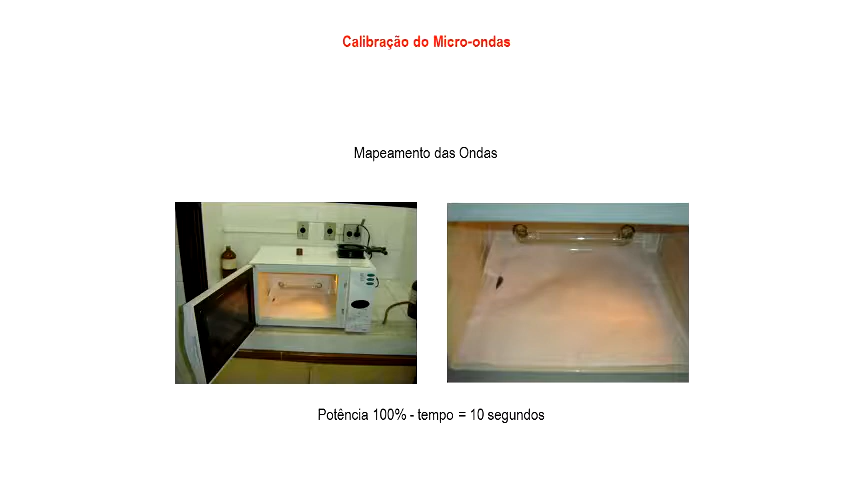 Calibração do Micro-ondas
Mapeamento das Ondas
Potência 100% - tempo = 10 segundos